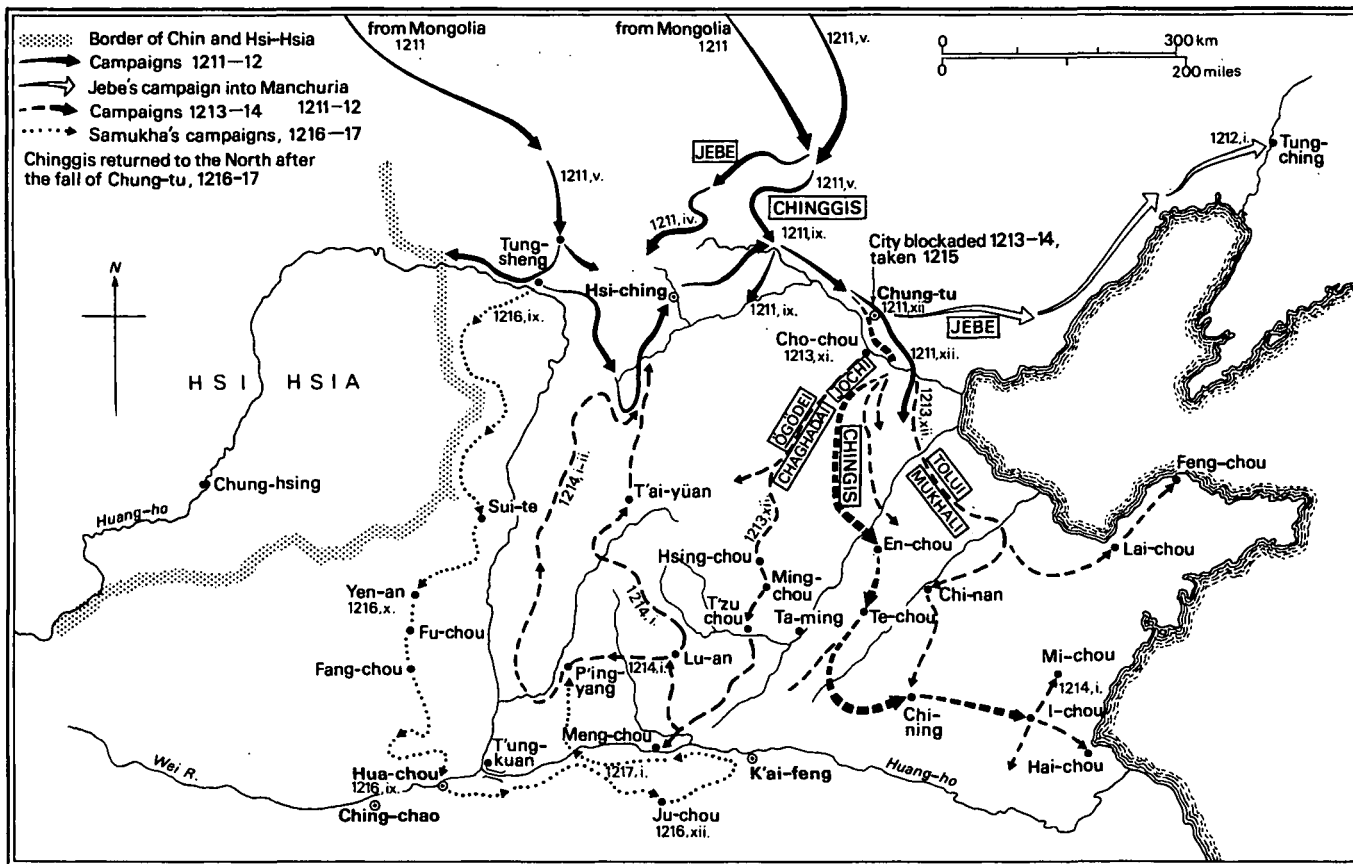 Border of Chin and Hsi-Hsia
Campaigns 1211–12
Jebe's campaign into Manchuria
1211–12
Campaigns 1213–14
Samukha's campaigns, 1216–17
Chinggis returned to the North after
the fall of Chung-tu, 1216-17
from Mongolia
1211
from Mongolia
1211
1211,v.
0 300 km
0 200 miles
N
1211,v.
JEBE
1211,v.
1211,iv.
CHINGGIS
1211,ix.
1212,i.
Tung-
ching
City blockaded 1213–14,
taken 1215
Tung-
sheng
Hsi-ching
Chung-tu
1211,xii
1211,ix.
JEBE
1216,ix.
Cho-chou
1213,xi.
1211,xii.
HSI HSIA
JOCHI
ÖGÖDEI
CHAGHADAI
CHINGIS
1213,xii.
TOLUI
MUKHALI
Chung-hsing
Huang-ho
Sui-te
1214,i-ii.
T'ai-yüan
1213,xii.
Feng-chou
Lai-chou
En-chou
Hsing-chou
Ming-
chou
Chi-nan
Yen-an
1216,x.
Fu-chou
Fang-chou
1214,i.
T'zu
chou
Ta-ming
Te-chou
Lu-an
1214,i.
P'ing-
yang
Mi-chou
1214,i.
I-chou
Chi-
ning
Hai-chou
Meng-chou
T'ung-
kuan
1217,i.
K'ai-feng
Huang-ho
Wei R.
Hua-chou
1216,ix.
Ching-chao
Ju-chou
1216,xii.